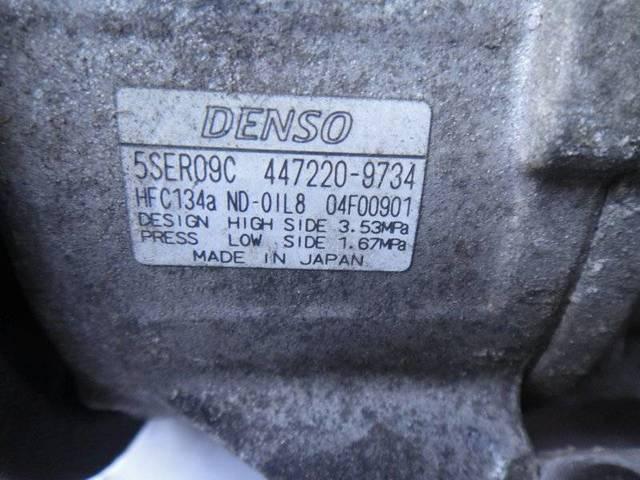 DENSO
5SER09C 447220-9734
HFC134a ND-OIL8 04F00901
DESIGN HIGH SIDE 3.53MPa
PRESS LOW SIDE 1.67MPa
MADE IN JAPAN